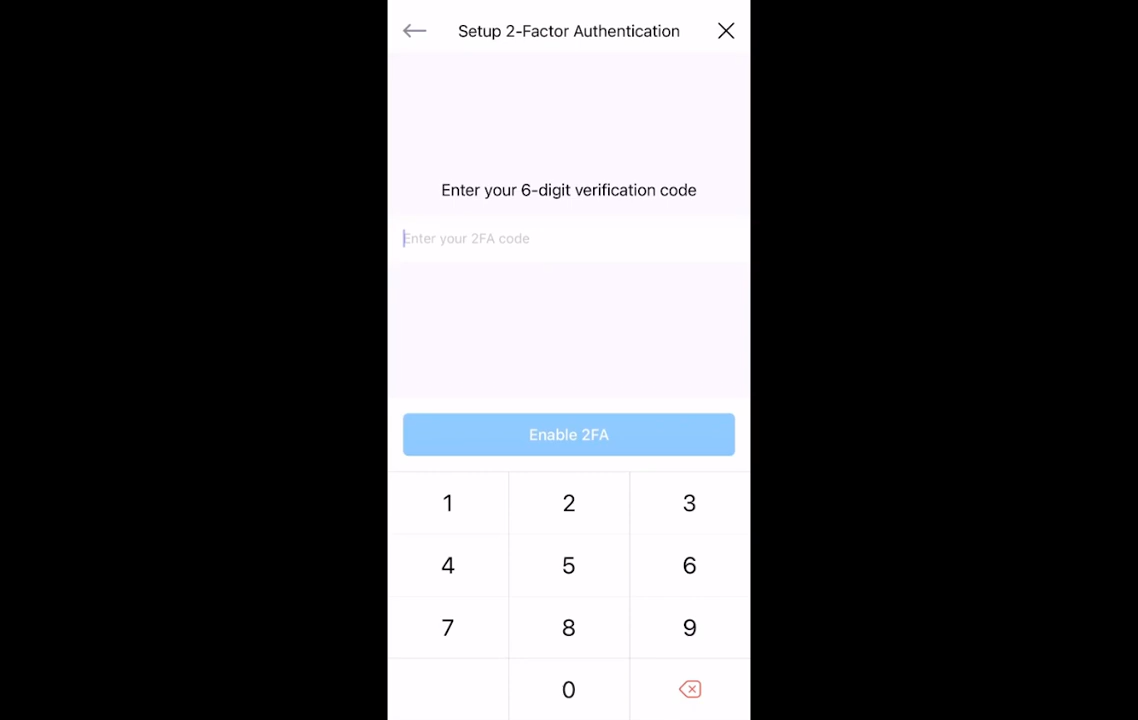 Setup 2-Factor Authentication
Enter your 6-digit verification code
Enter your 2FA code
Enable 2FA
1 2 3
4 5 6
7 8 9
0